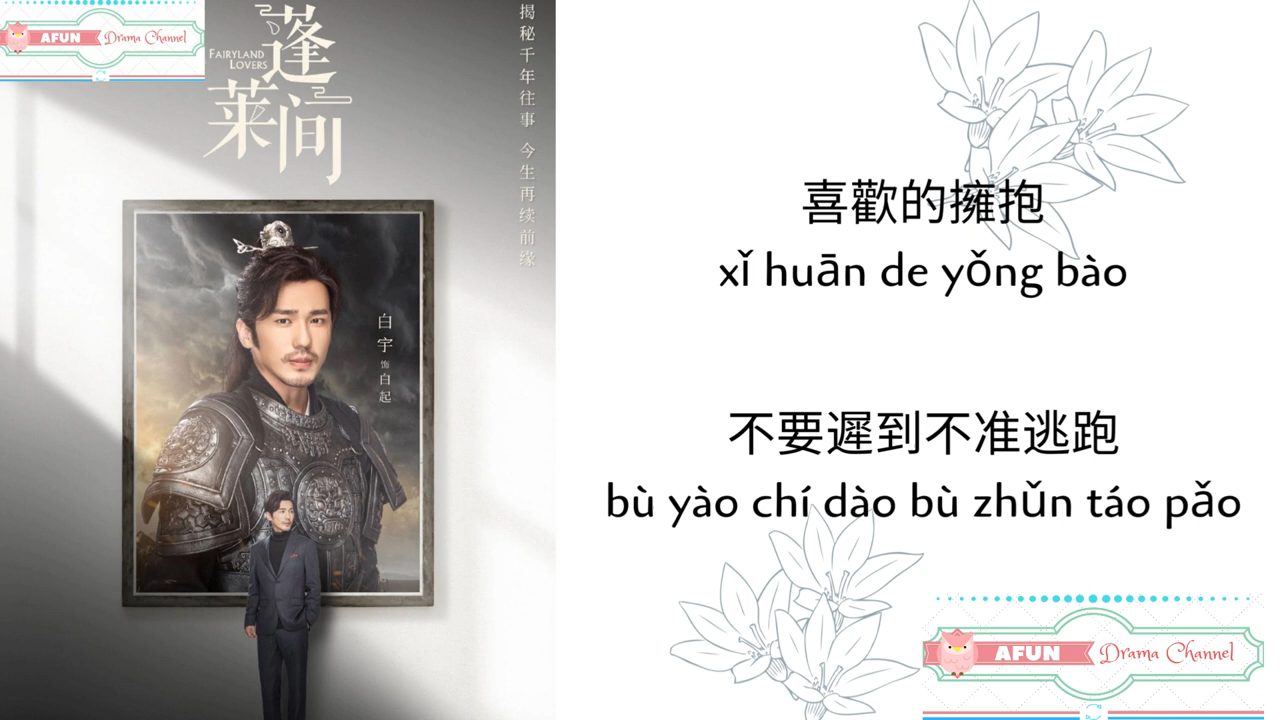 AFUN Drama Channel
FAIRYLAND
LOVERS
蓬
莱间
揭秘千年往事 今生再续前缘
白宇
饰
白起
喜歡的擁抱
xǐ huān de yǒng bào
不要遲到不准逃跑
bù yào chí dào bù zhǔn táo pǎo
AFUN Drama Channel